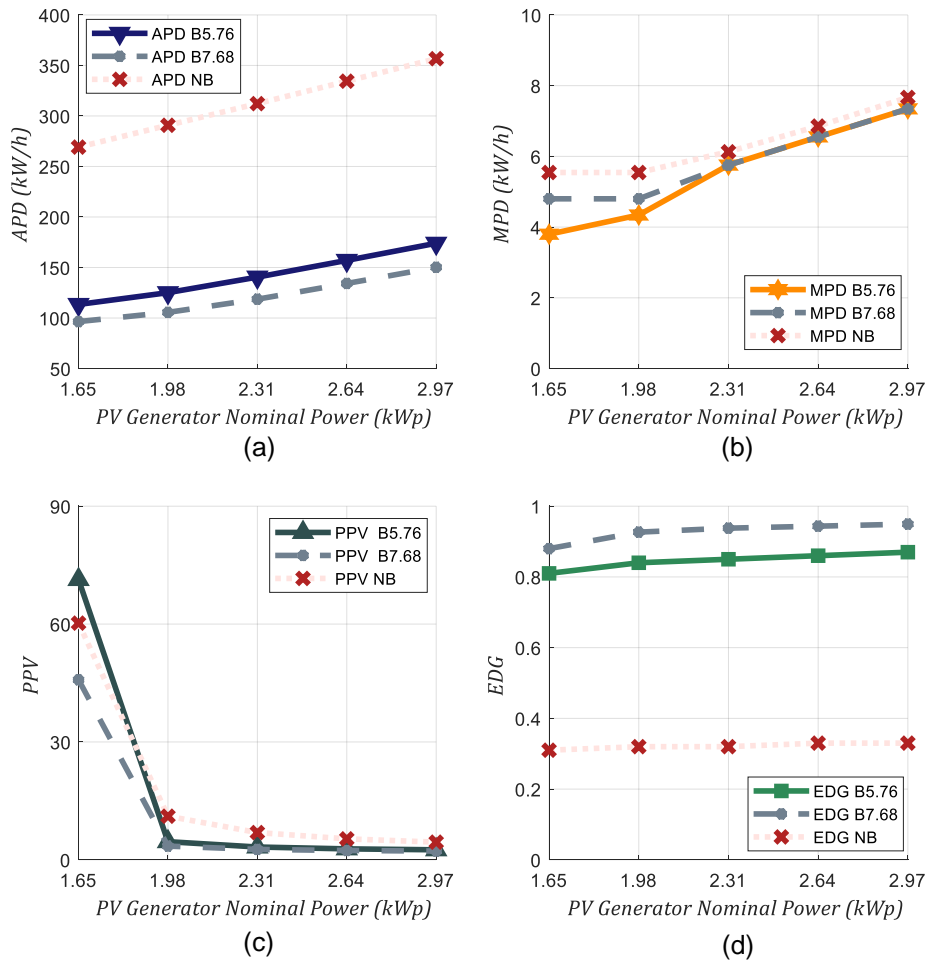 400
350
300
250
200
150
100
50
APD (kW/h)
APD B5.76
APD B7.68
APD NB
1.65 1.98 2.31 2.64 2.97
PV Generator Nominal Power (kWp)
(a)
10
8
6
4
2
0
MPD (kW/h)
MPD B5.76
MPD B7.68
MPD NB
1.65 1.98 2.31 2.64 2.97
PV Generator Nominal Power (kWp)
(b)
90
60
30
0
PPV
PPV B5.76
PPV B7.68
PPV NB
1.65 1.98 2.31 2.64 2.97
PV Generator Nominal Power (kWp)
(c)
1
0.8
0.6
0.4
0.2
0
EDG
EDG B5.76
EDG B7.68
EDG NB
1.65 1.98 2.31 2.64 2.97
PV Generator Nominal Power (kWp)
(d)